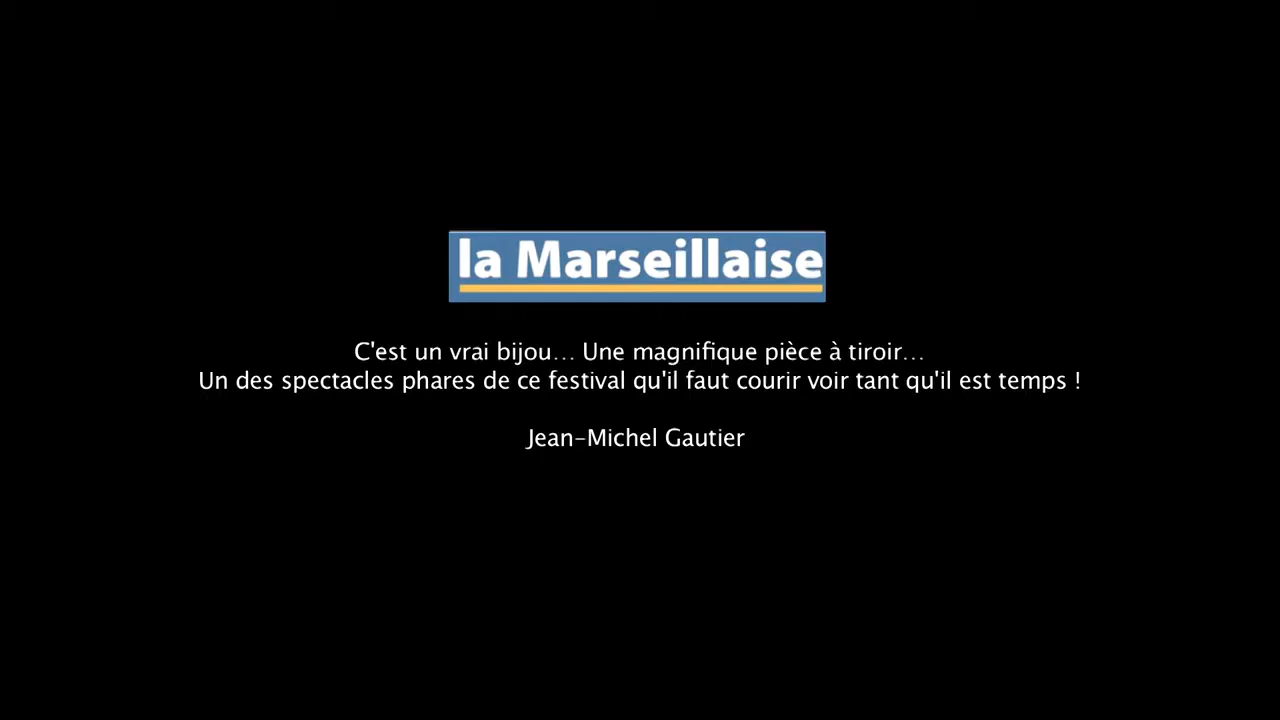 la Marseillaise
C'est un vrai bijou… Une magnifique pièce à tiroir…
Un des spectacles phares de ce festival qu'il faut courir voir tant qu'il est temps !
Jean-Michel Gautier